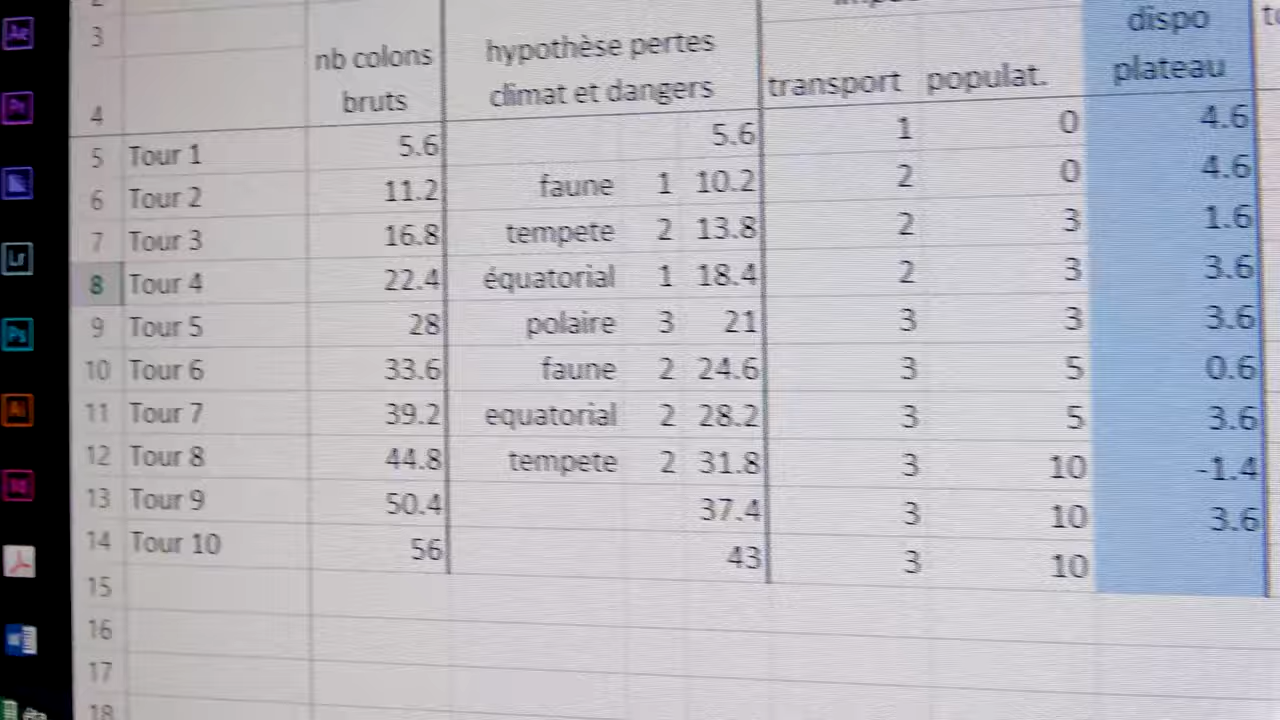 3 nb colons hypothèse pertes dispo
4 bruts climat et dangers transport populat. plateau
5 Tour 1 5.6 5.6 1 0 4.6
6 Tour 2 11.2 faune 1 10.2 2 0 4.6
7 Tour 3 16.8 tempete 2 13.8 2 3 1.6
8 Tour 4 22.4 équatorial 1 18.4 2 3 3.6
9 Tour 5 28 polaire 3 21 3 3 3.6
10 Tour 6 33.6 faune 2 24.6 3 5 0.6
11 Tour 7 39.2 equatorial 2 28.2 3 5 3.6
12 Tour 8 44.8 tempete 2 31.8 3 10 -1.4
13 Tour 9 50.4 37.4 3 10 3.6
14 Tour 10 56 43 3 10
15
16
17
18
Ae
Pr
Lr
Ps
Ai
Id